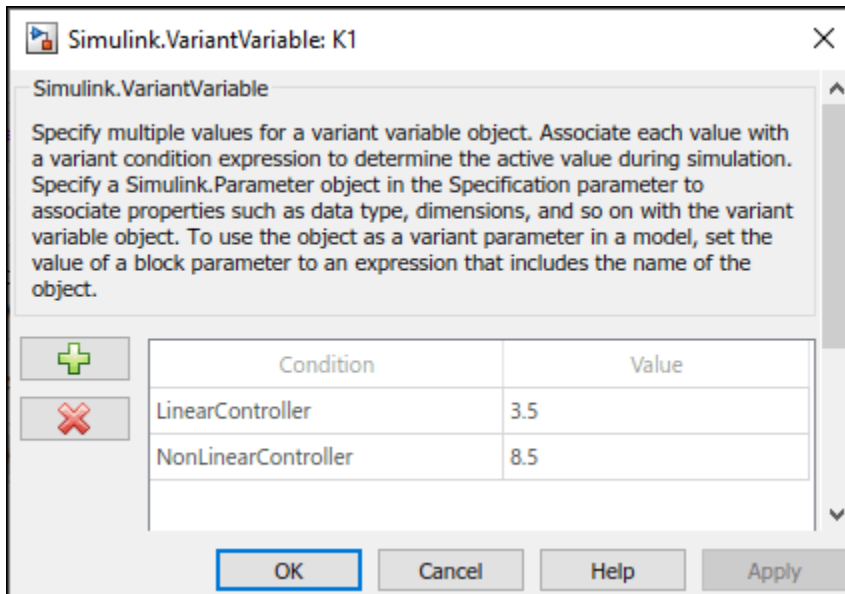 Simulink.VariantVariable: K1
Simulink.VariantVariable
Specify multiple values for a variant variable object. Associate each value with
a variant condition expression to determine the active value during simulation.
Specify a Simulink.Parameter object in the Specification parameter to
associate properties such as data type, dimensions, and so on with the variant
variable object. To use the object as a variant parameter in a model, set the
value of a block parameter to an expression that includes the name of the
object.
Condition Value
LinearController 3.5
NonLinearController 8.5
OK Cancel Help Apply